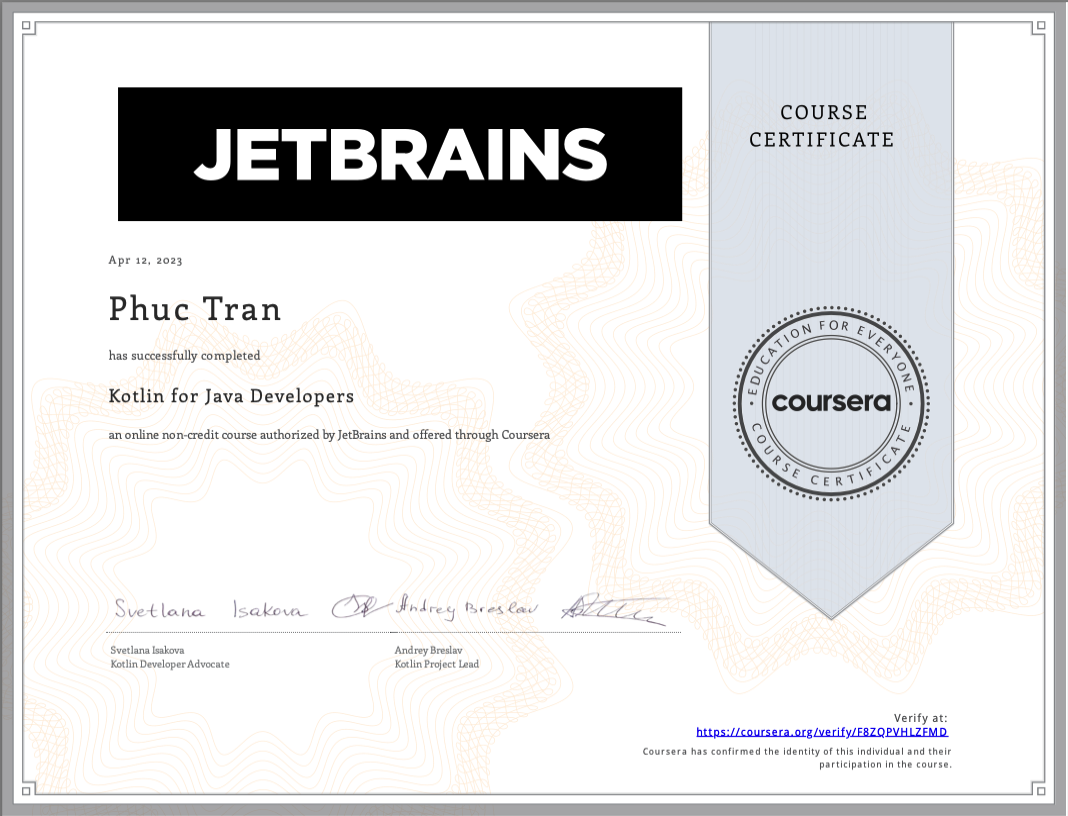 JETBRAINS
COURSE
CERTIFICATE
Apr 12, 2023
Phuc Tran
has successfully completed
Kotlin for Java Developers
an online non-credit course authorized by JetBrains and offered through Coursera
EDUCATION FOR EVERYONE
coursera
COURSE CERTIFICATE
Svetlana Isakova
Andrey Breslav
Svetlana Isakova
Kotlin Developer Advocate
Andrey Breslav
Kotlin Project Lead
Verify at:
https://coursera.org/verify/F8ZQPVHLZFMD
Coursera has confirmed the identity of this individual and their
participation in the course.